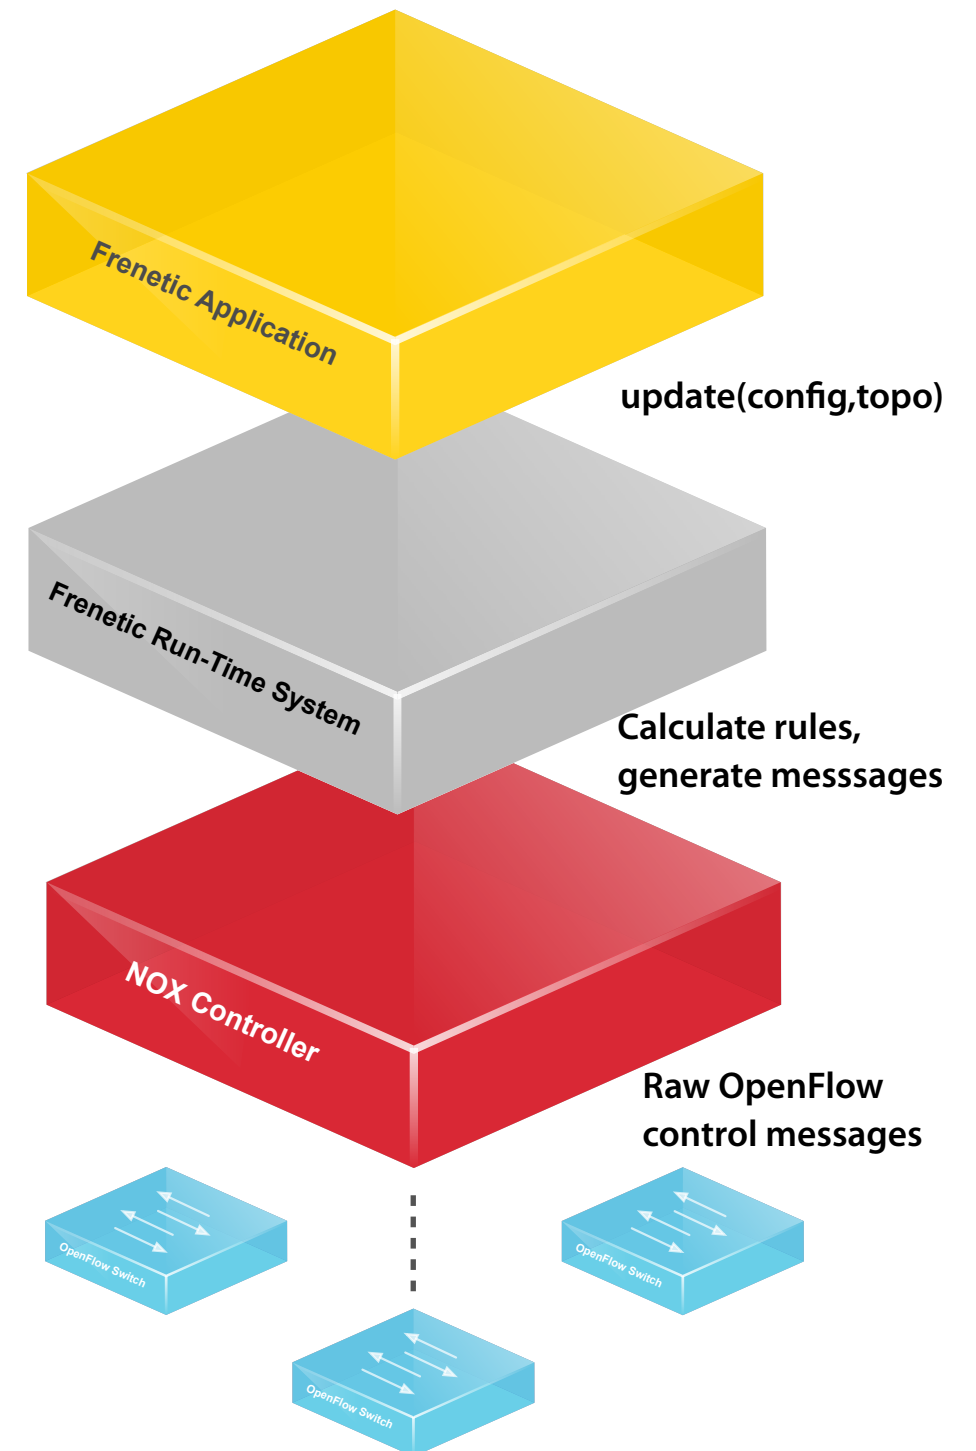 Frenetic Application
update(config,topo)
Frenetic Run-Time System
Calculate rules,
generate messsages
NOX Controller
Raw OpenFlow
control messages
OpenFlow Switch
OpenFlow Switch
OpenFlow Switch